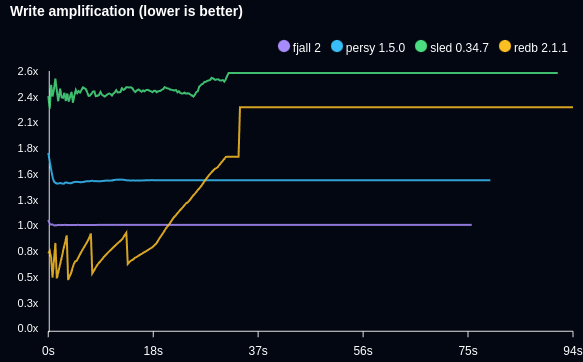 Write amplification (lower is better)
fjall 2 persy 1.5.0 sled 0.34.7 redb 2.1.1
2.6x
2.4x
2.1x
1.8x
1.6x
1.3x
1.0x
0.8x
0.5x
0.3x
0.0x
0s 18s 37s 56s 75s 94s